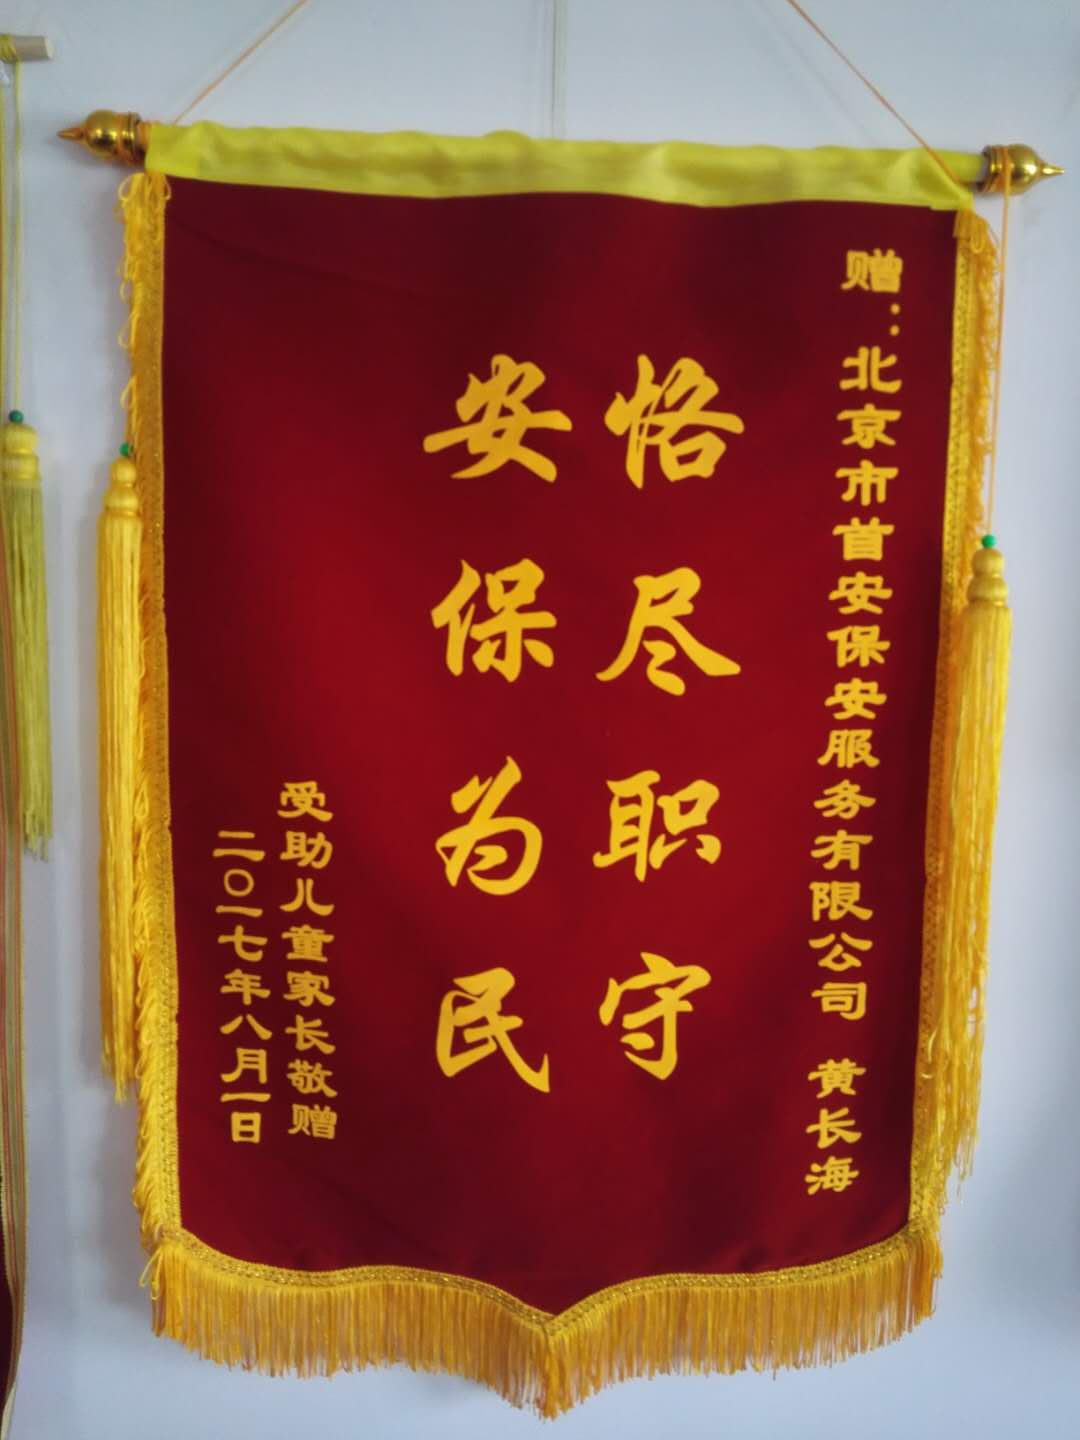 赠：北京市首安保安服务有限公司 黄长海
恪尽职守
安保为民
受助儿童家长敬赠
二〇一七年八月一日